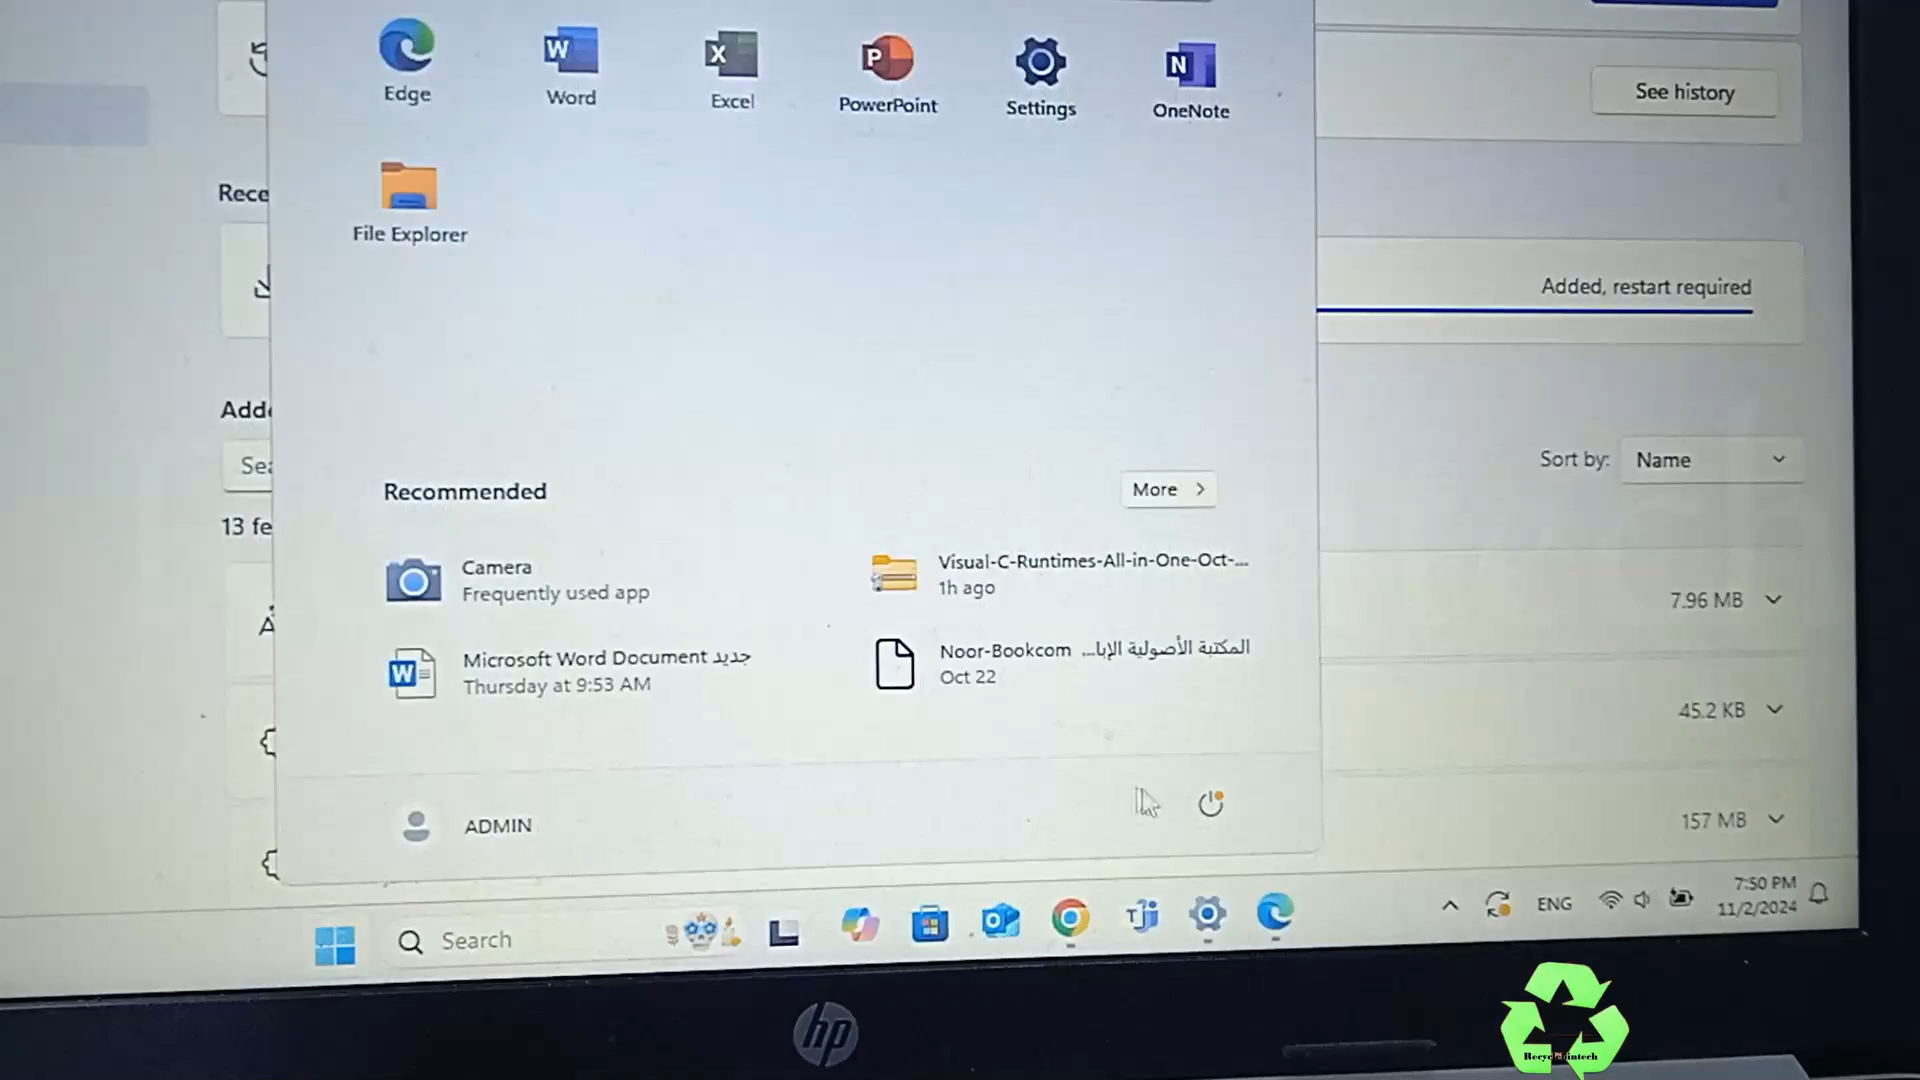 Edge
Word
Excel
PowerPoint
Settings
OneNote
See history
File Explorer
Rece
Added, restart required
Adde
Sort by:
Name
Sea
Recommended
More
13 fe
Camera
Frequently used app
Visual-C-Runtimes-All-in-One-Oct-...
1h ago
7.96 MB
Microsoft Word Document جديد
Thursday at 9:53 AM
Noor-Bookcom المكتبة الأصولية الإبا...
Oct 22
45.2 KB
ADMIN
157 MB
Search
ENG
7:50 PM
11/2/2024
hp